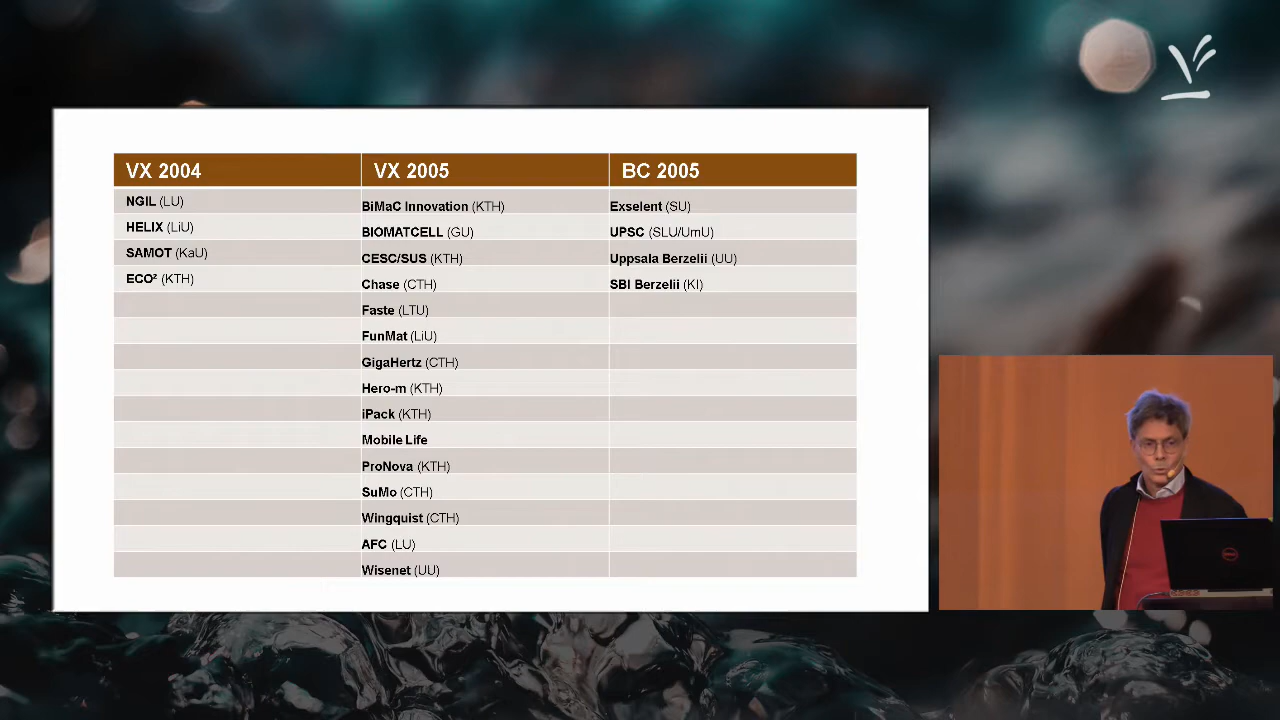 VX 2004 VX 2005 BC 2005
NGIL (LU) BiMaC Innovation (KTH) Exselent (SU)
HELIX (LiU) BIOMATCELL (GU) UPSC (SLU/UmU)
SAMOT (KaU) CESC/SUS (KTH) Uppsala Berzelii (UU)
ECO² (KTH) Chase (CTH) SBI Berzelii (KI)
Faste (LTU)
FunMat (LiU)
GigaHertz (CTH)
Hero-m (KTH)
iPack (KTH)
Mobile Life
ProNova (KTH)
SuMo (CTH)
Wingquist (CTH)
AFC (LU)
Wisenet (UU)